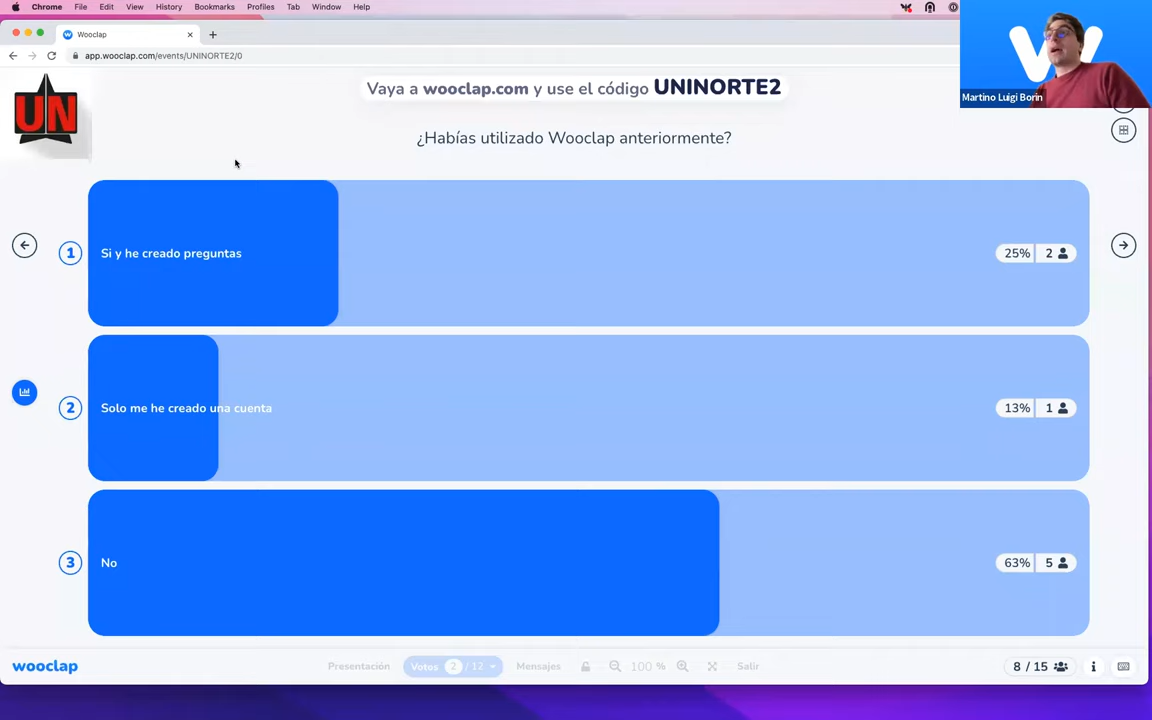 Chrome File Edit View History Bookmarks Profiles Tab Window Help
Wooclap
app.wooclap.com/events/UNINORTE2/0
UN
Vaya a wooclap.com y use el código UNINORTE2
Martino Luigi Borin
¿Habías utilizado Wooclap anteriormente?
1 Si y he creado preguntas 25% 2
2 Solo me he creado una cuenta 13% 1
3 No 63% 5
wooclap Presentación Votos 2 / 12 Mensajes 100 % Salir 8 / 15